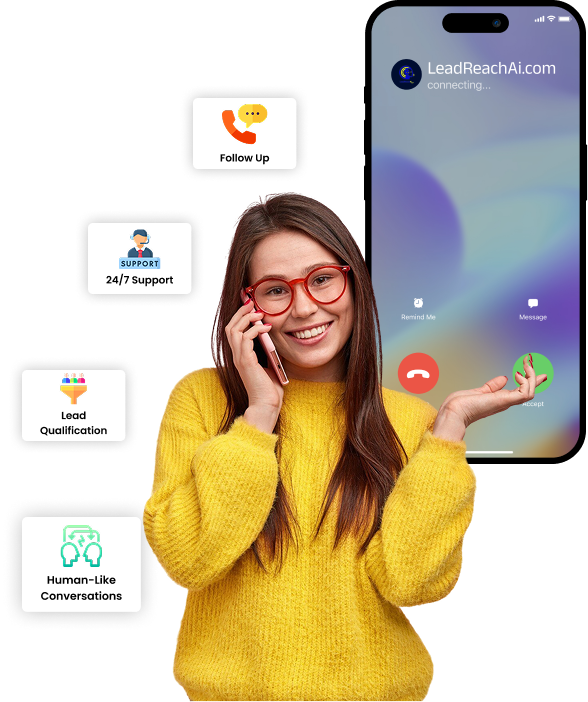 LeadReachAi.com
connecting...
Follow Up
SUPPORT
24/7 Support
Remind Me
Message
Lead
Qualification
Accept
Human-Like
Conversations